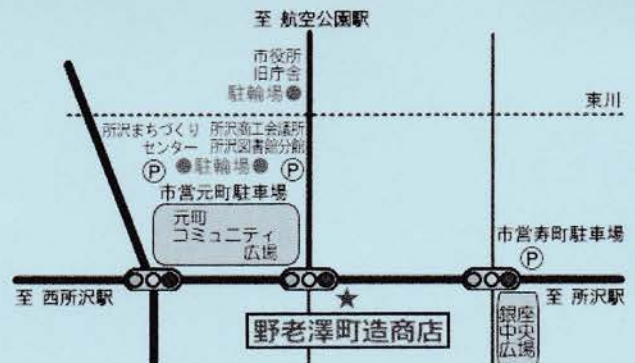 至 航空公園駅
市役所
旧庁舎
駐輪場
東川
所沢まちづくり
センター
所沢商工会議所
所沢図書館分館
P
駐輪場
P
市営元町駐車場
元町
コミュニティ
広場
市営寿町駐車場
P
至 西所沢駅
至 所沢駅
野老澤町造商店
銀座
中央
広場